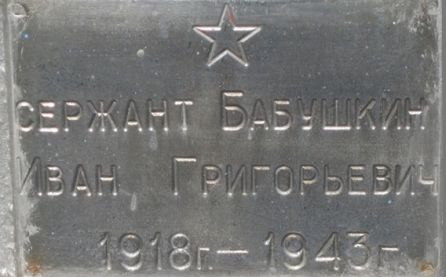 сержант Бабушкин
Иван Григорьевич
1918г.–1943г